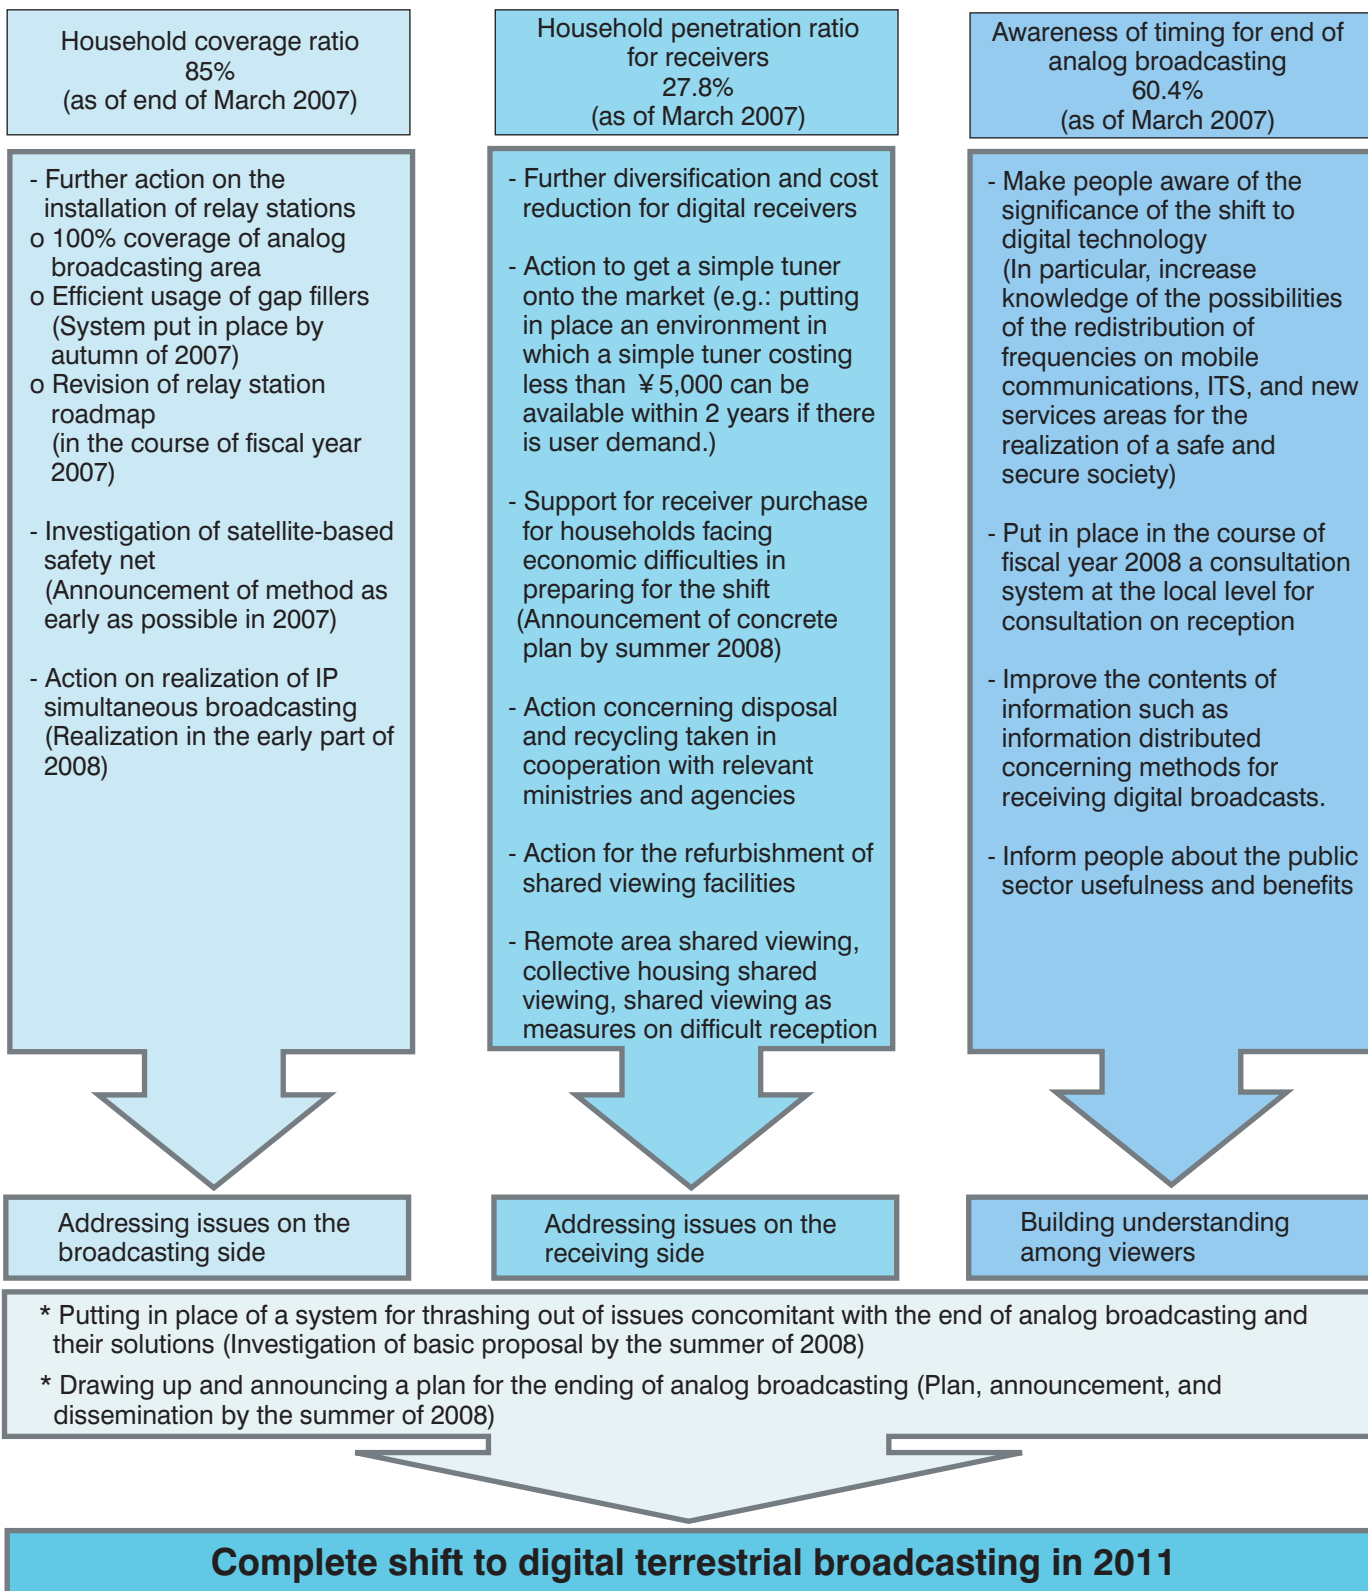 Household coverage ratio
85%
(as of end of March 2007)
Household penetration ratio
for receivers
27.8%
(as of March 2007)
Awareness of timing for end of
analog broadcasting
60.4%
(as of March 2007)
- Further action on the
installation of relay stations
o 100% coverage of analog
broadcasting area
o Efficient usage of gap fillers
(System put in place by
autumn of 2007)
o Revision of relay station
roadmap
(in the course of fiscal year
2007)
- Investigation of satellite-based
safety net
(Announcement of method as
early as possible in 2007)
- Action on realization of IP
simultaneous broadcasting
(Realization in the early part of
2008)
- Further diversification and cost
reduction for digital receivers
- Action to get a simple tuner
onto the market (e.g.: putting
in place an environment in
which a simple tuner costing
less than ¥5,000 can be
available within 2 years if there
is user demand.)
- Support for receiver purchase
for households facing
economic difficulties in
preparing for the shift
(Announcement of concrete
plan by summer 2008)
- Action concerning disposal
and recycling taken in
cooperation with relevant
ministries and agencies
- Action for the refurbishment of
shared viewing facilities
- Remote area shared viewing,
collective housing shared
viewing, shared viewing as
measures on difficult reception
- Make people aware of the
significance of the shift to
digital technology
(In particular, increase
knowledge of the possibilities
of the redistribution of
frequencies on mobile
communications, ITS, and new
services areas for the
realization of a safe and
secure society)
- Put in place in the course of
fiscal year 2008 a consultation
system at the local level for
consultation on reception
- Improve the contents of
information such as
information distributed
concerning methods for
receiving digital broadcasts.
- Inform people about the public
sector usefulness and benefits
Addressing issues on the
broadcasting side
Addressing issues on the
receiving side
Building understanding
among viewers
* Putting in place of a system for thrashing out of issues concomitant with the end of analog broadcasting and
their solutions (Investigation of basic proposal by the summer of 2008)
* Drawing up and announcing a plan for the ending of analog broadcasting (Plan, announcement, and
dissemination by the summer of 2008)
Complete shift to digital terrestrial broadcasting in 2011